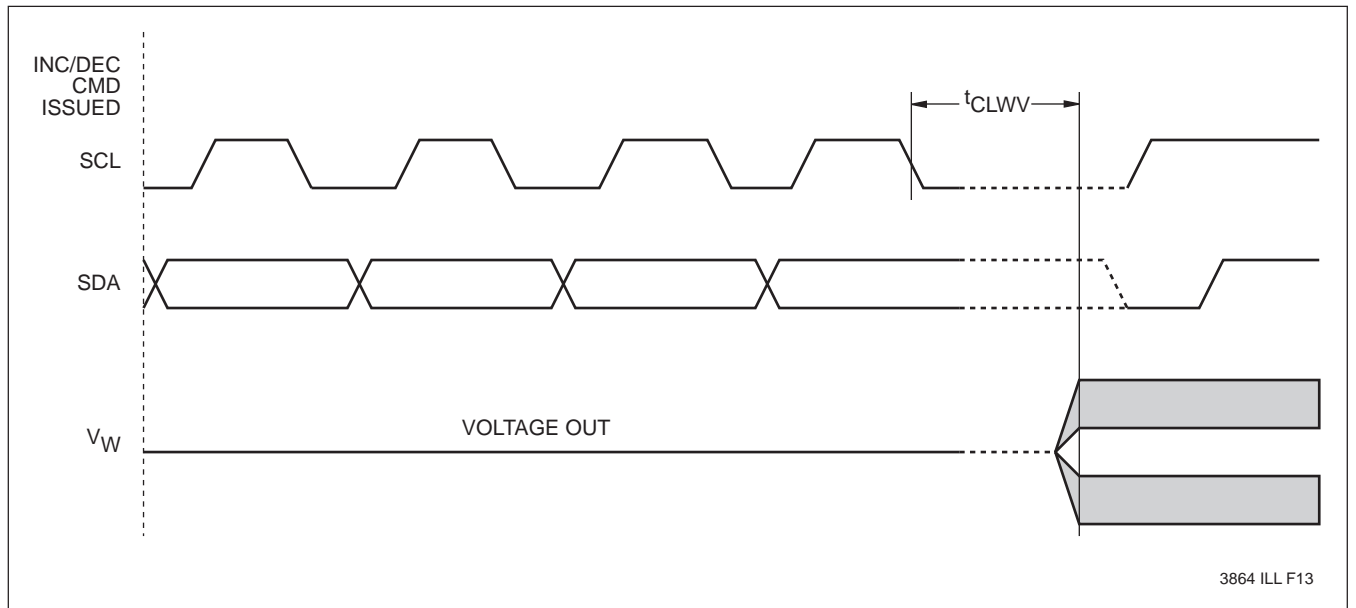 INC/DEC
CMD
ISSUED
tCLWV
SCL
SDA
VOLTAGE OUT
VW
3864 ILL F13